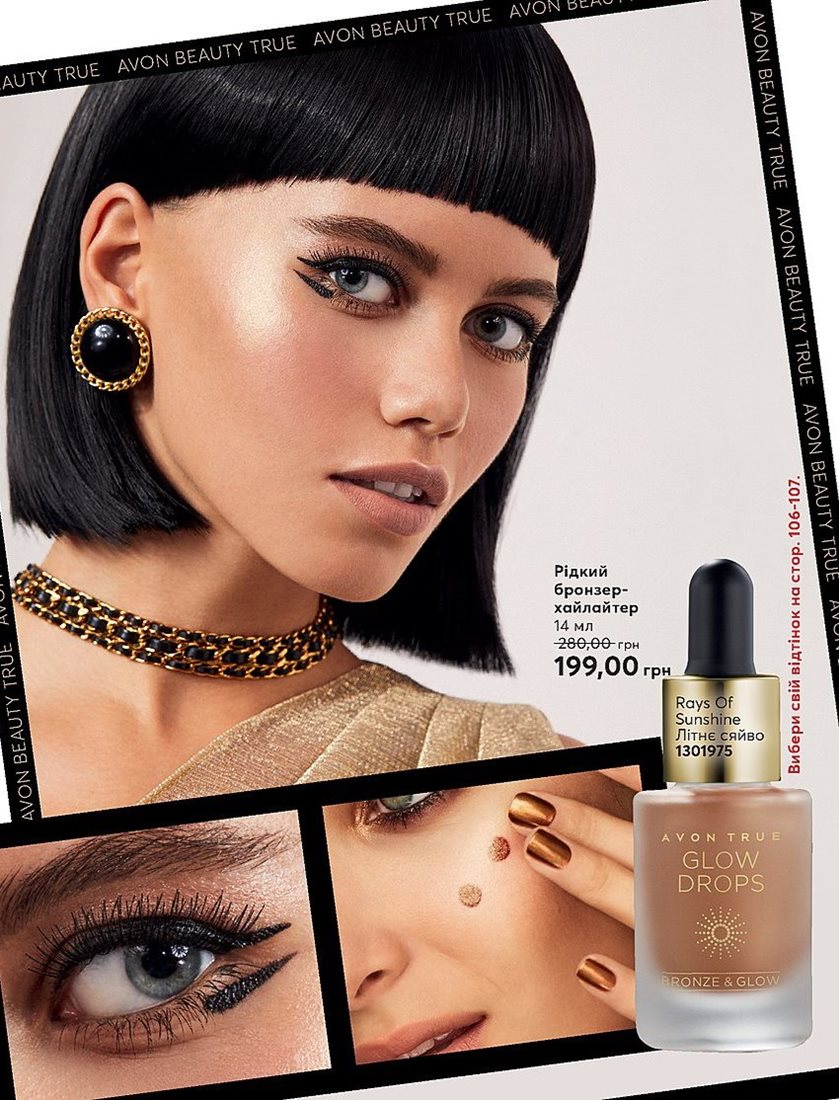 AUTY TRUE AVON BEAUTY TRUE AVON BEAUTY TRUE AVON BEAUTY
AVON BEAUTY TRUE AVON BEAUTY TRUE AVON BEAUTY TRUE
AVON BEAUTY TRUE
Рідкий
бронзер-
хайлайтер
14 мл
280,00 грн
199,00 грн
Вибери свій відтінок на стор. 106-107.
Rays Of
Sunshine
Літнє сяйво
1301975
AVON TRUE
GLOW
DROPS
BRONZE & GLOW